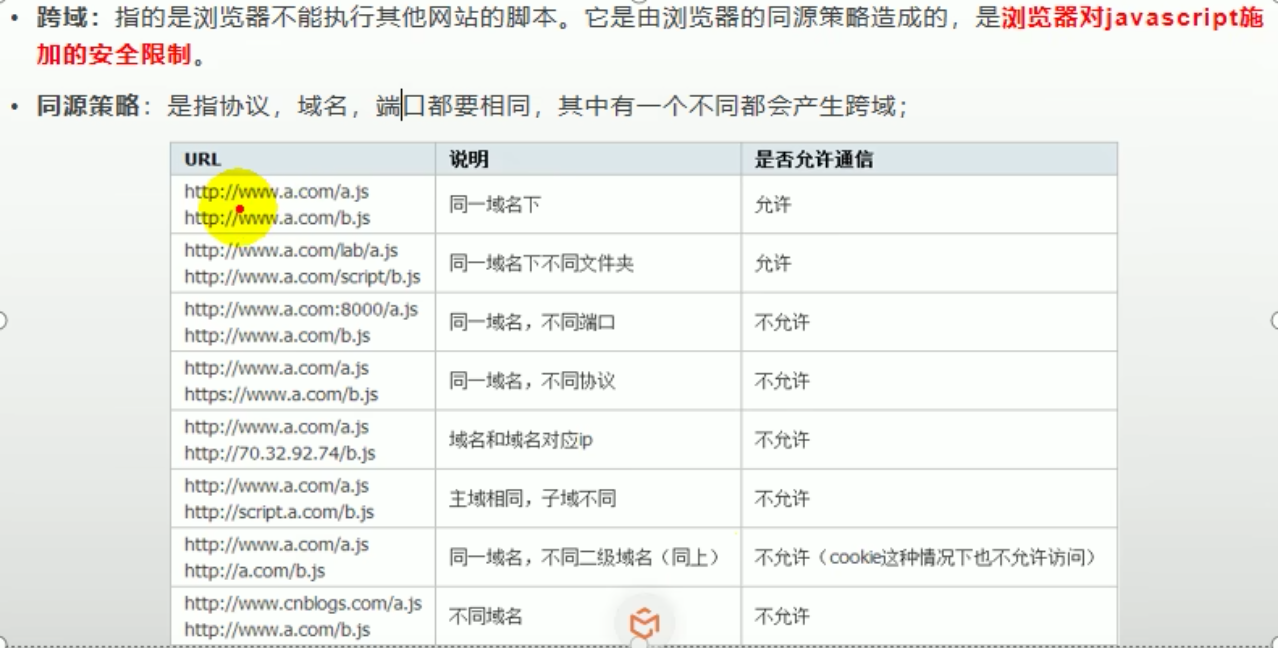 • 跨域：指的是浏览器不能执行其他网站的脚本。它是由浏览器的同源策略造成的，是浏览器对javascript施
加的安全限制。
• 同源策略：是指协议，域名，端口都要相同，其中有一个不同都会产生跨域；
URL 说明 是否允许通信
http://www.a.com/a.js
http://www.a.com/b.js
同一域名下
允许
http://www.a.com/lab/a.js
http://www.a.com/script/b.js
同一域名下不同文件夹
允许
http://www.a.com:8000/a.js
http://www.a.com/b.js
同一域名，不同端口
不允许
http://www.a.com/a.js
https://www.a.com/b.js
同一域名，不同协议
不允许
http://www.a.com/a.js
http://70.32.92.74/b.js
域名和域名对应ip
不允许
http://www.a.com/a.js
http://script.a.com/b.js
主域相同，子域不同
不允许
http://www.a.com/a.js
http://a.com/b.js
同一域名，不同二级域名（同上）
不允许（cookie这种情况下也不允许访问）
http://www.cnblogs.com/a.js
http://www.a.com/b.js
不同域名
不允许